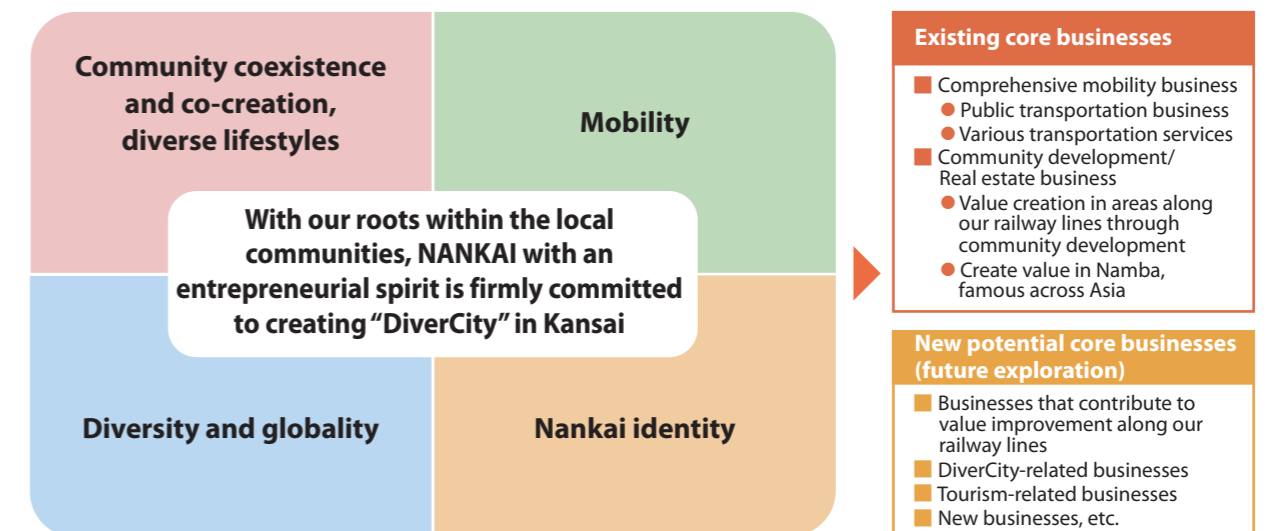 Community coexistence
and co-creation,
diverse lifestyles
Mobility
With our roots within the local
communities, NANKAI with an
entrepreneurial spirit is firmly committed
to creating “DiverCity” in Kansai
Diversity and globality
Nankai identity
Existing core businesses
Comprehensive mobility business
Public transportation business
Various transportation services
Community development/
Real estate business
Value creation in areas along
our railway lines through
community development
Create value in Namba,
famous across Asia
New potential core businesses
(future exploration)
Businesses that contribute to
value improvement along our
railway lines
DiverCity-related businesses
Tourism-related businesses
New businesses, etc.